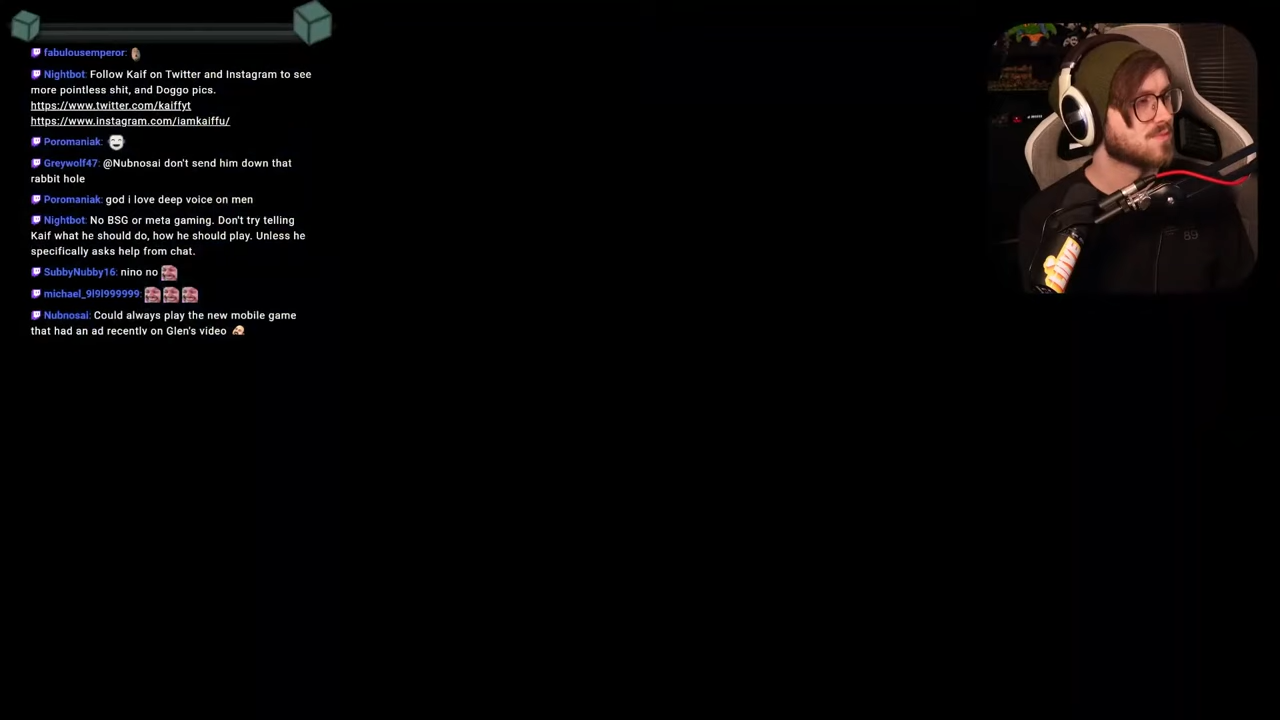 fabulousemperor:
Nightbot: Follow Kaif on Twitter and Instagram to see
more pointless shit, and Doggo pics.
https://www.twitter.com/kaiffyt
https://www.instagram.com/iamkaiffu/
Poromaniak:
Greywolf47: @Nubnosai don't send him down that
rabbit hole
Poromaniak: god i love deep voice on men
Nightbot: No BSG or meta gaming. Don't try telling
Kaif what he should do, how he should play. Unless he
specifically asks help from chat.
SubbyNubby16: nino no
michael_9l9l999999:
Nubnosai: Could always play the new mobile game
that had an ad recently on Glen's video
89